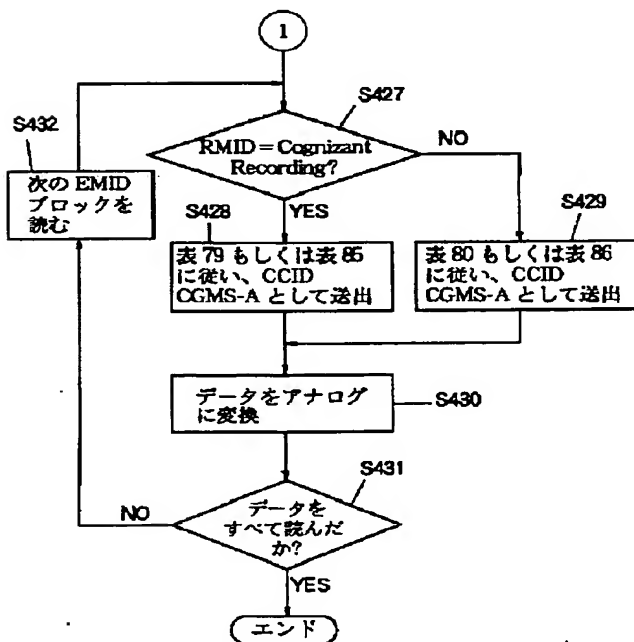 1
S427
RMID=Cognizant
Recording?
NO
YES
S432
次の EMID
ブロックを
読む
S428
表 79 もしくは表 85
に従い、CCID
CGMS-A として送出
S429
表 80 もしくは表 86
に従い、CCID
CGMS-A として送出
データをアナログ
に変換
S430
S431
データを
すべて読んだ
か?
NO
YES
エンド